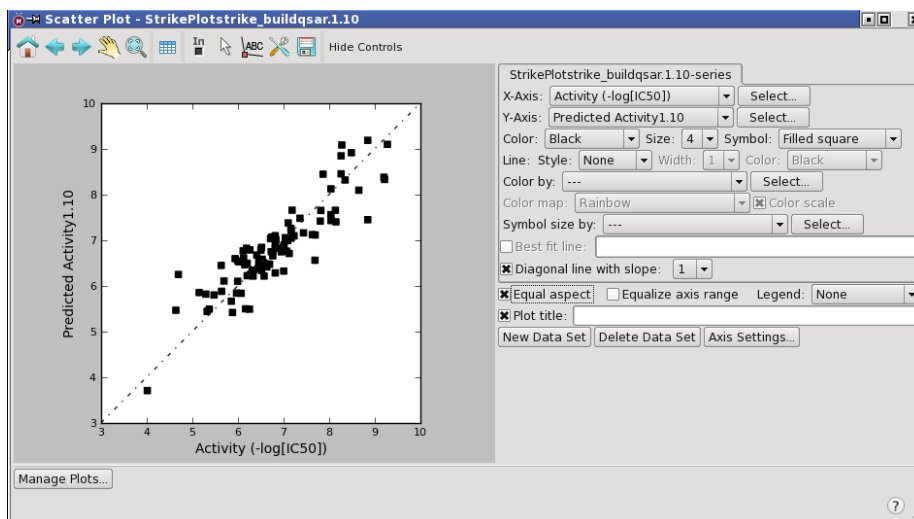 Scatter Plot - StrikePlotstrike_buildqsar.1.10
In ABC Hide Controls
StrikePlotstrike_buildqsar.1.10-series
X-Axis: Activity (-log[IC50]) Select...
Y-Axis: Predicted Activity1.10 Select...
Color: Black Size: 4 Symbol: Filled square
Line: Style: None Width: 1 Color: Black
Color by: --- Select...
Color map: Rainbow Color scale
Symbol size by: --- Select...
Best fit line:
Diagonal line with slope: 1
Equal aspect Equalize axis range Legend: None
Plot title:
New Data Set Delete Data Set Axis Settings...
Predicted Activity1.10
10
9
8
7
6
5
4
3
3 4 5 6 7 8 9 10
Activity (-log[IC50])
Manage Plots...
?